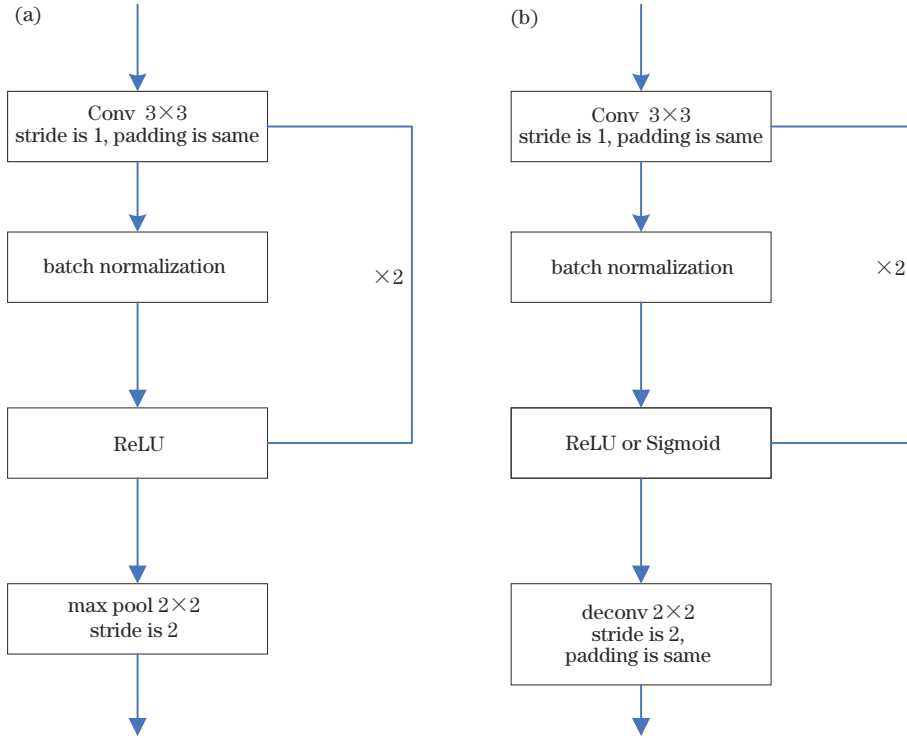 (a)
Conv 3×3
stride is 1, padding is same
batch normalization
×2
ReLU
max pool 2×2
stride is 2
(b)
Conv 3×3
stride is 1, padding is same
batch normalization
×2
ReLU or Sigmoid
deconv 2×2
stride is 2,
padding is same